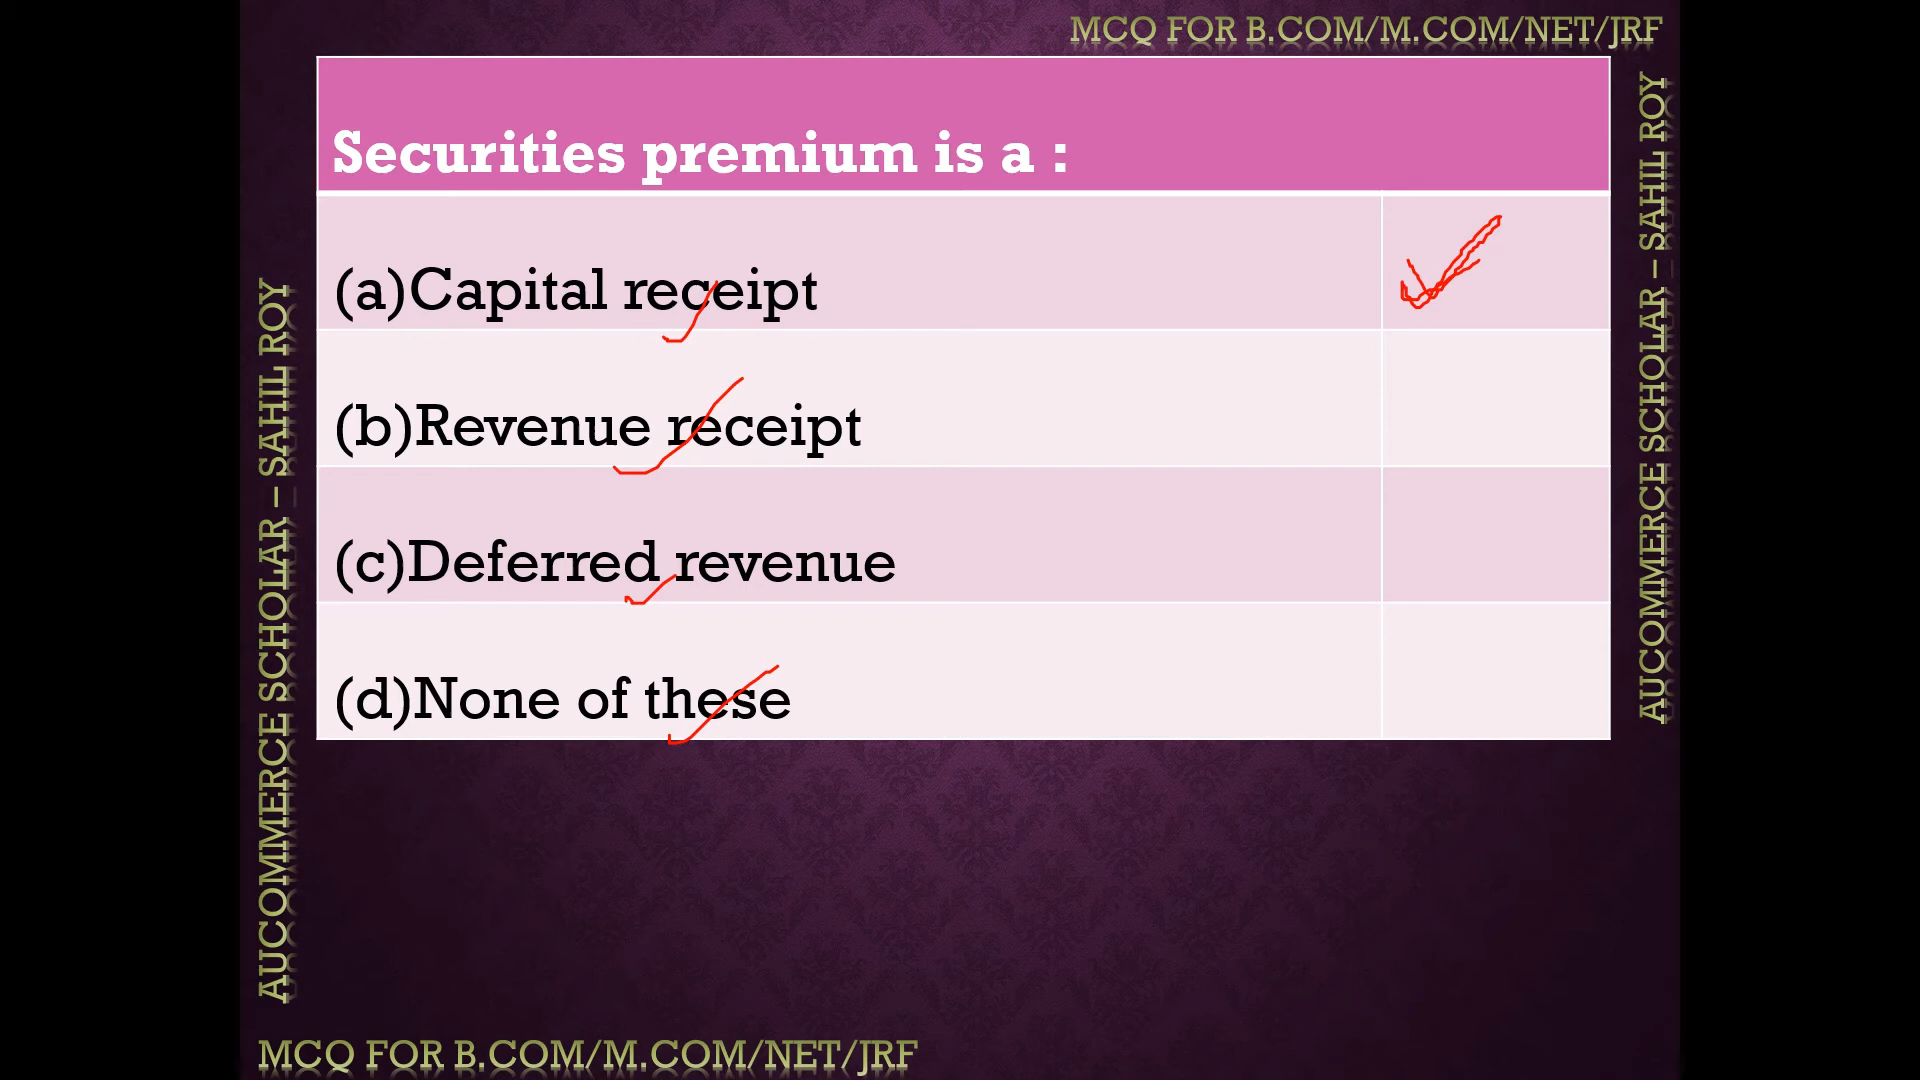 MCQ FOR B.COM/M.COM/NET/JRF
Securities premium is a :
(a)Capital receipt
(b)Revenue receipt
(c)Deferred revenue
(d)None of these
AUCOMMERCE SCHOLAR – SAHIL ROY
AUCOMMERCE SCHOLAR – SAHIL ROY
MCQ FOR B.COM/M.COM/NET/JRF